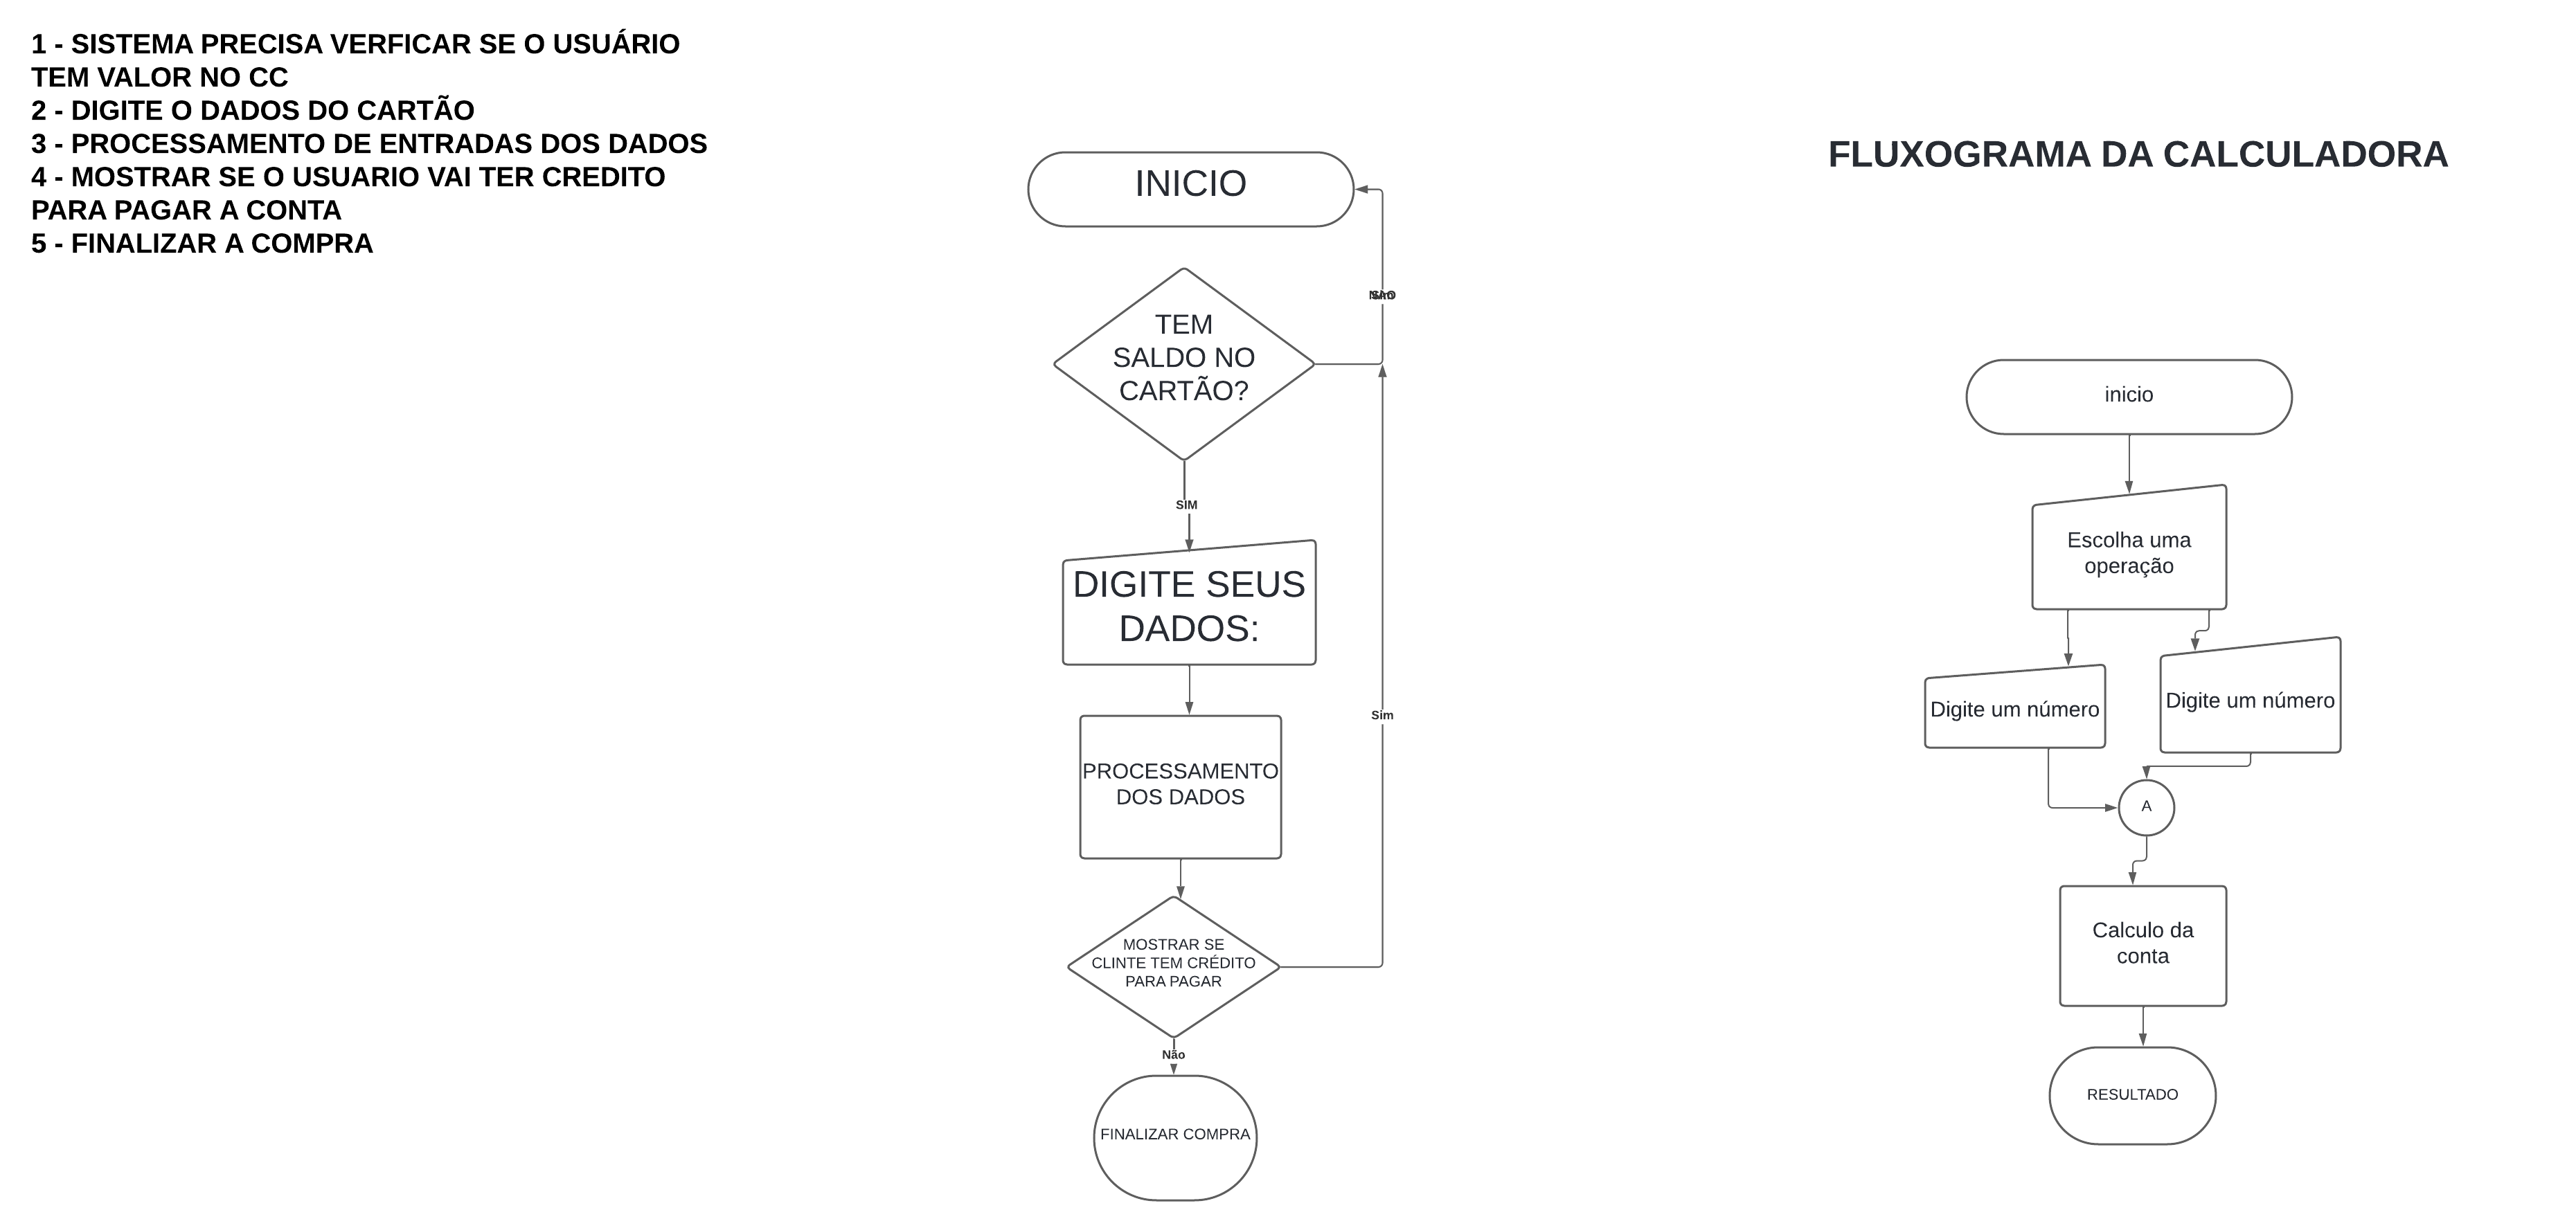 1 - SISTEMA PRECISA VERFICAR SE O USUÁRIO
TEM VALOR NO CC
2 - DIGITE O DADOS DO CARTÃO
3 - PROCESSAMENTO DE ENTRADAS DOS DADOS
4 - MOSTRAR SE O USUARIO VAI TER CREDITO
PARA PAGAR A CONTA
5 - FINALIZAR A COMPRA
INICIO
TEM
SALDO NO
CARTÃO?
SIM
DIGITE SEUS
DADOS:
PROCESSAMENTO
DOS DADOS
Sim
MOSTRAR SE
CLINTE TEM CRÉDITO
PARA PAGAR
Não
FINALIZAR COMPRA
FLUXOGRAMA DA CALCULADORA
inicio
Escolha uma
operação
Digite um número
Digite um número
A
Calculo da
conta
RESULTADO